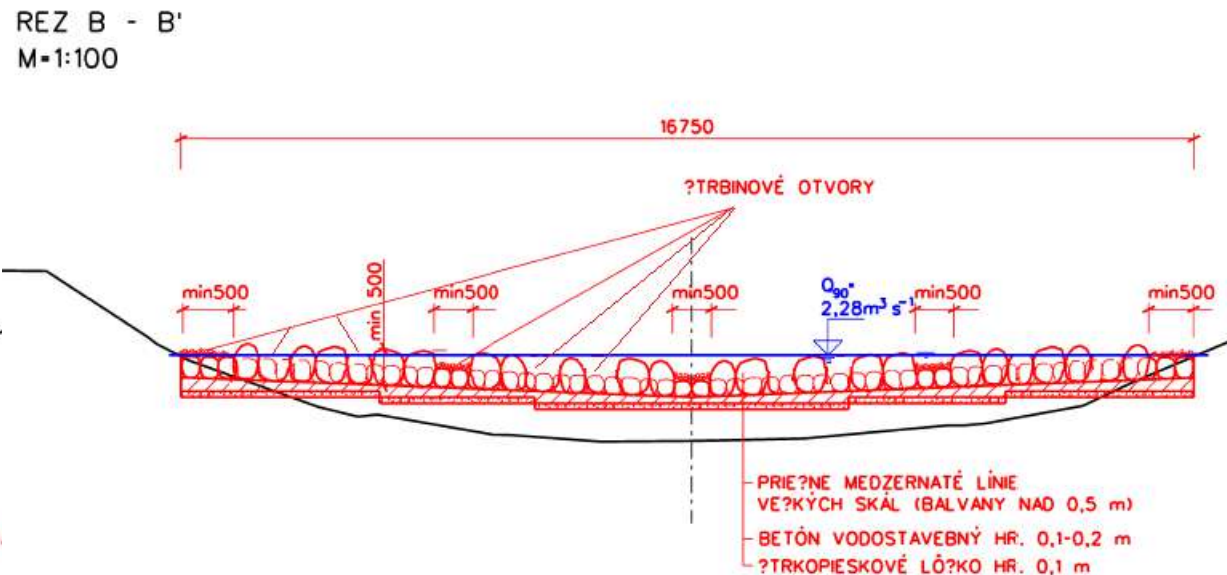 REZ B - B'
M=1:100
16750
?TRBINOVÉ OTVORY
min500
min 500
min500
min500
Q90"
2,28m³ s⁻¹
min500
min500
PRIE?NE MEDZERNATÉ LÍNIE
VE?KÝCH SKÁL (BALVANY NAD 0,5 m)
BETÓN VODOSTAVEBNÝ HR. 0,1-0,2 m
?TRKOPIESKOVÉ LÔ?KO HR. 0,1 m